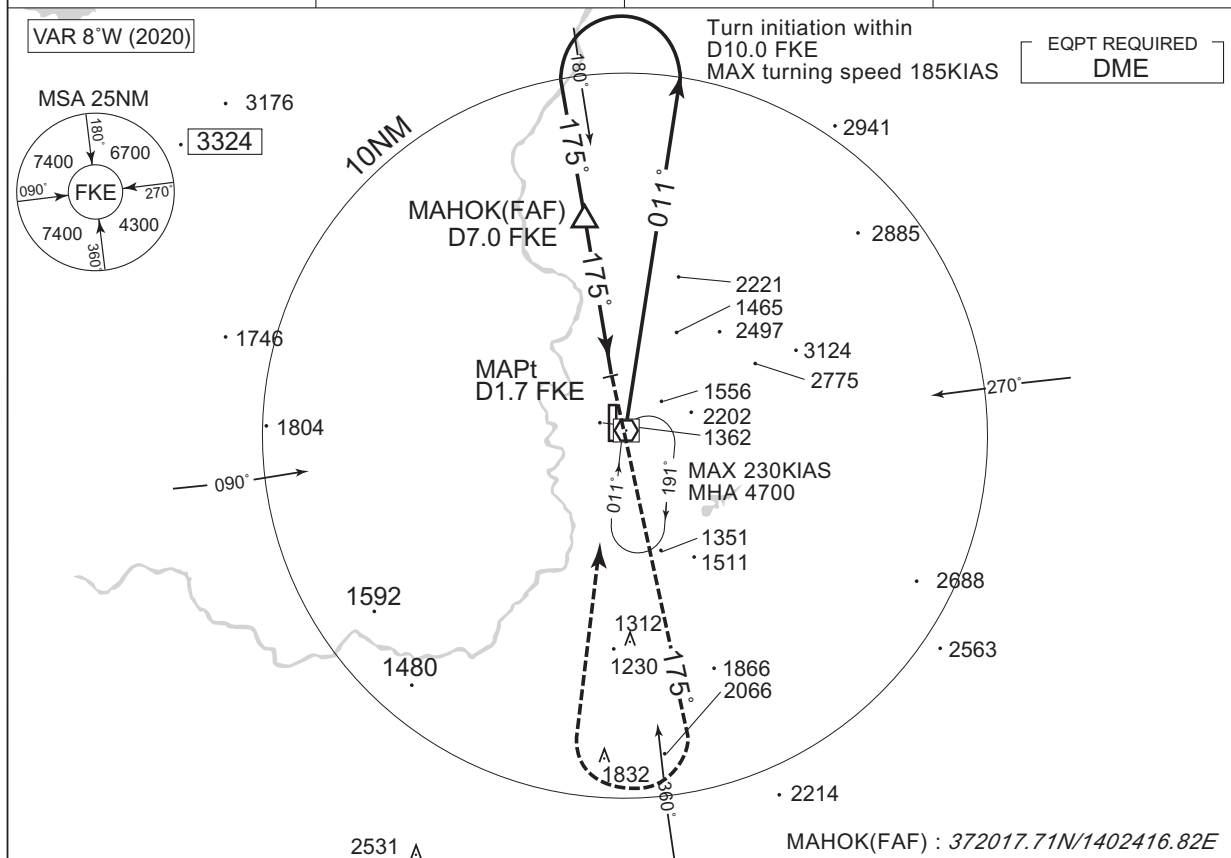 VAR 8°W (2020)
Turn initiation within
D10.0 FKE
MAX turning speed 185KIAS
EQPT REQUIRED
DME
MSA 25NM
180°
7400
6700
090°
FKE
270°
7400
4300
360°
3176
3324
10NM
180°
175°
011°
2941
MAHOK(FAF)
D7.0 FKE
2885
175°
2221
1465
2497
1746
3124
2775
MAPt
D1.7 FKE
270°
1556
2202
1362
1804
090°
011°
191°
MAX 230KIAS
MHA 4700
1351
1511
2688
1592
1312
1230
2563
1480
175°
1866
2066
1832
360°
2214
2531
MAHOK(FAF) : 372017.71N/1402416.82E